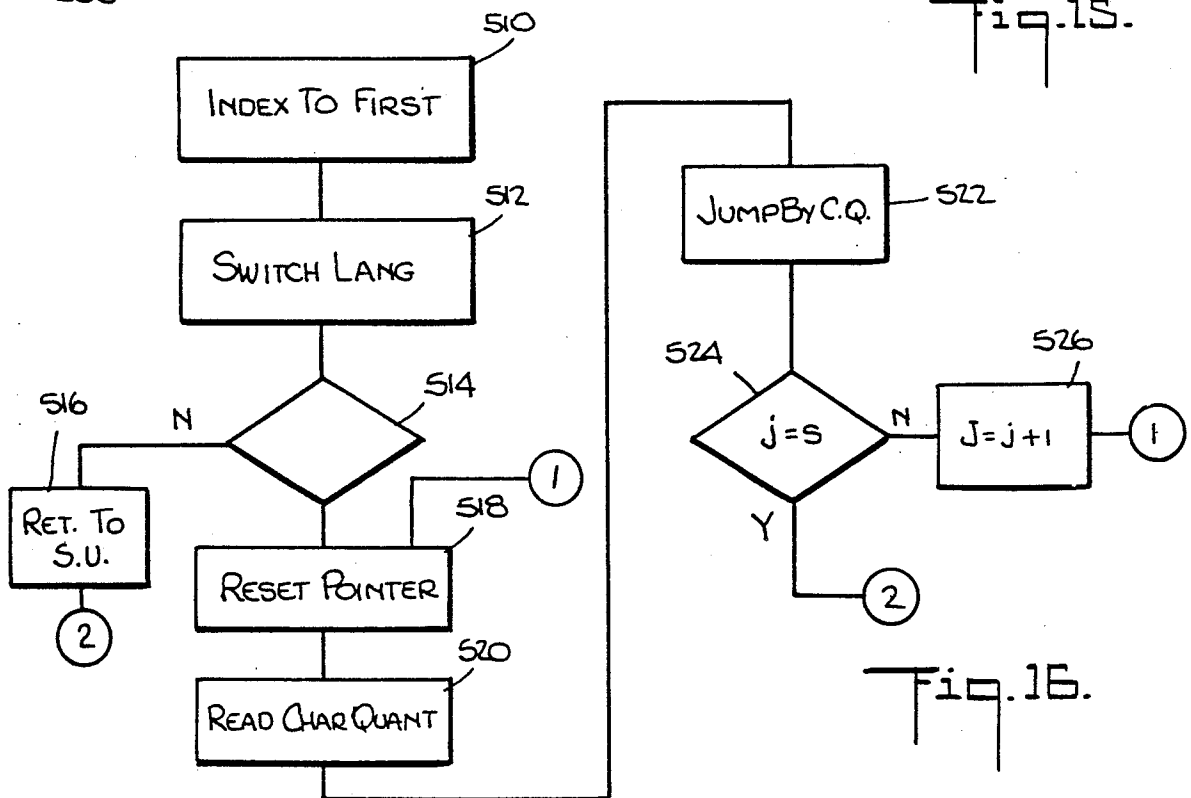 Fig.15.
510
INDEX TO FIRST
512
SWITCH LANG
514
N
516
RET. TO
S.U.
2
1
518
RESET POINTER
520
READ CHAR QUANT
JUMP BY C.Q.
522
524
j=S
N
526
J=j+1
1
Y
2
Fig.16.